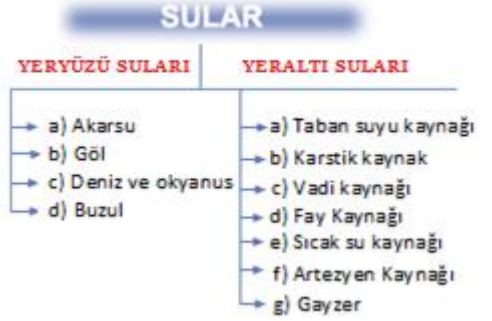 SULAR
YERYÜZÜ SULARI
a) Akarsu
b) Göl
c) Deniz ve okyanus
d) Buzul
YERALTI SULARI
a) Taban suyu kaynağı
b) Karstik kaynak
c) Vadi kaynağı
d) Fay Kaynağı
e) Sıcak su kaynağı
f) Artezyen Kaynağı
g) Gayzer